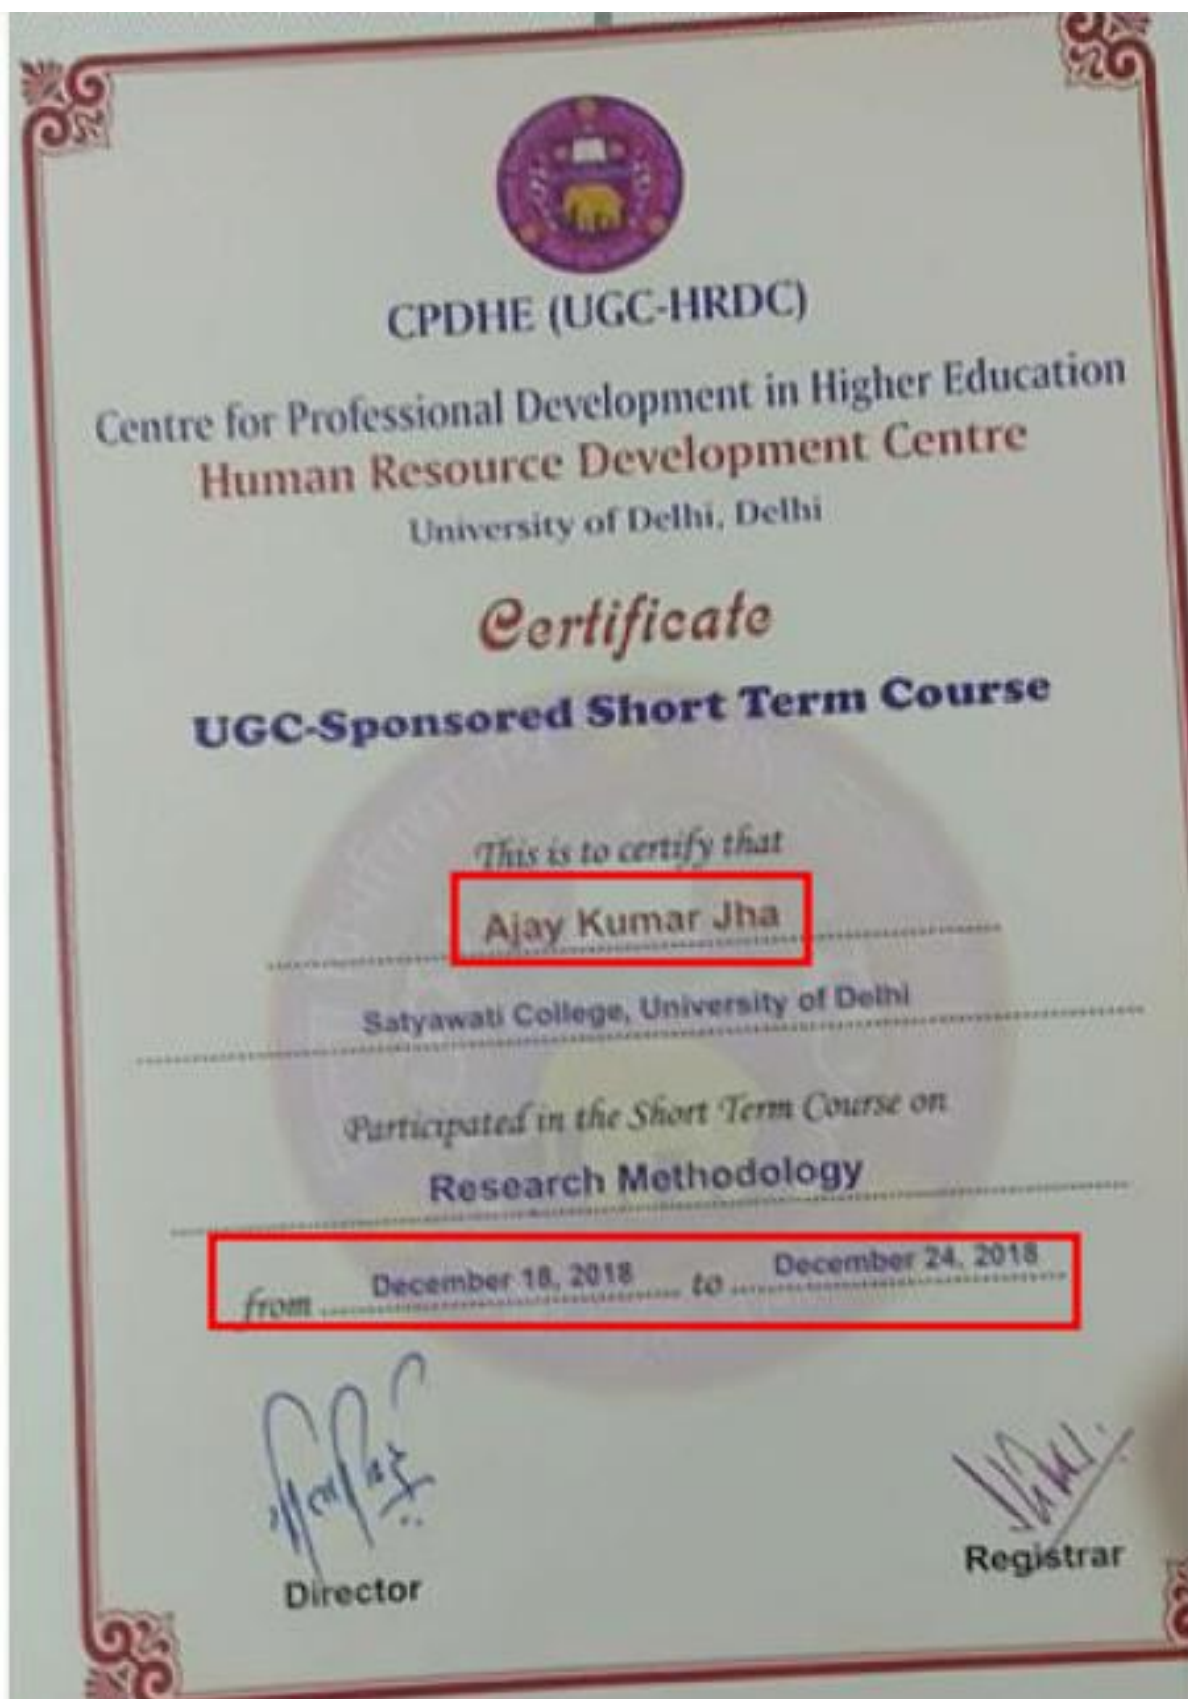 CPDHE (UGC-HRDC)
Centre for Professional Development in Higher Education
Human Resource Development Centre
University of Delhi, Delhi
Certificate
UGC-Sponsored Short Term Course
This is to certify that
Ajay Kumar Jha
Satyawati College, University of Delhi
Participated in the Short Term Course on
Research Methodology
from December 18, 2018 to December 24, 2018
Director
Registrar